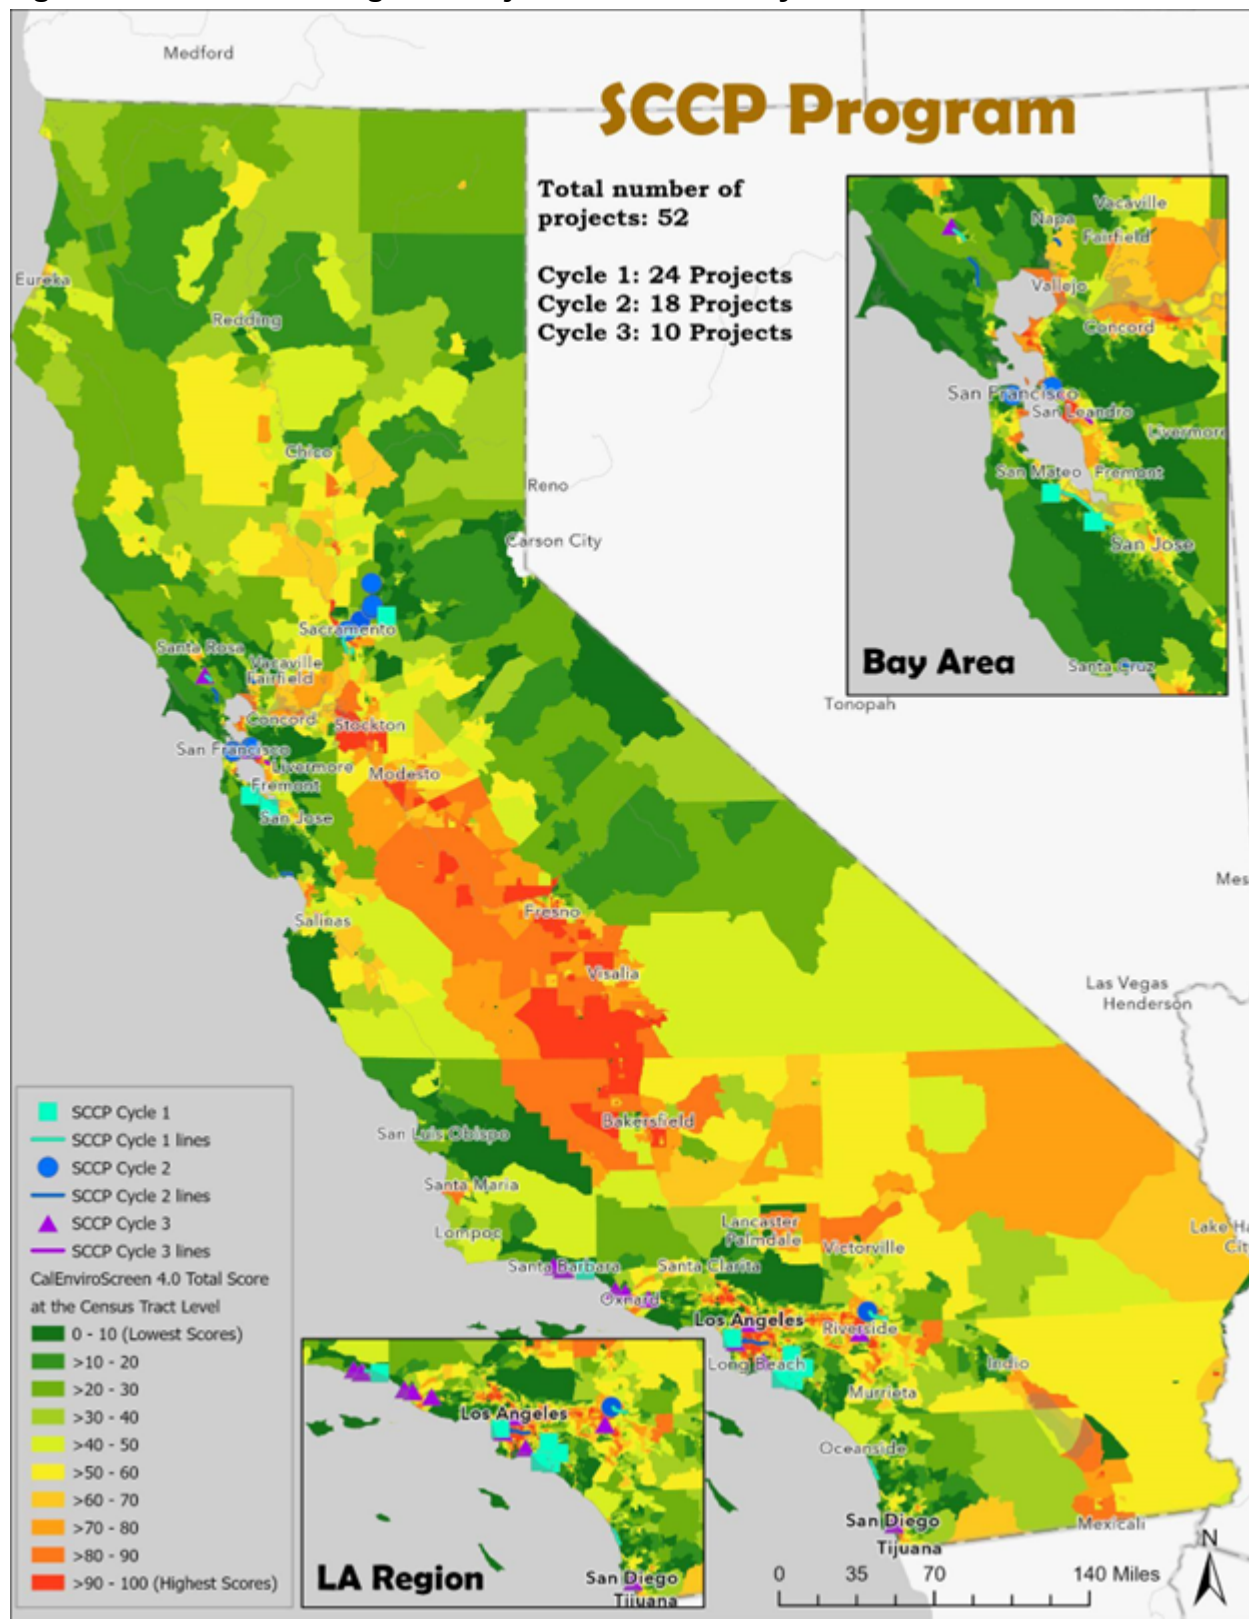 SCCP Program
Total number of
projects: 52
Cycle 1: 24 Projects
Cycle 2: 18 Projects
Cycle 3: 10 Projects
Medford
Eureka
Redding
Chico
Reno
Carson City
Sacramento
Santa Rosa
Vacaville
Fairfield
Concord
Stockton
San Francisco
Livermore
Modesto
Fremont
San Jose
Salinas
Fresno
Visalia
Tonopah
Mes
Las Vegas
Henderson
Bakersfield
San Luis Obispo
Santa Maria
Lompoc
Lancaster
Palmdale
Victorville
Lake Ha
Cit
Santa Barbara
Santa Clarita
Oxnard
Los Angeles
Riverside
Long Beach
Indio
Murrieta
Oceanside
San Diego
Tijuana
Mexicali
Vacaville
Napa
Fairfield
Vallejo
Concord
San Francisco
San Leandro
Livermore
San Mateo
Fremont
San Jose
Santa Cruz
Bay Area
SCCP Cycle 1
SCCP Cycle 1 lines
SCCP Cycle 2
SCCP Cycle 2 lines
SCCP Cycle 3
SCCP Cycle 3 lines
CalEnviroScreen 4.0 Total Score
at the Census Tract Level
0 - 10 (Lowest Scores)
>10 - 20
>20 - 30
>30 - 40
>40 - 50
>50 - 60
>60 - 70
>70 - 80
>80 - 90
>90 - 100 (Highest Scores)
Los Angeles
San Diego
Tijuana
LA Region
0 35 70 140 Miles
N